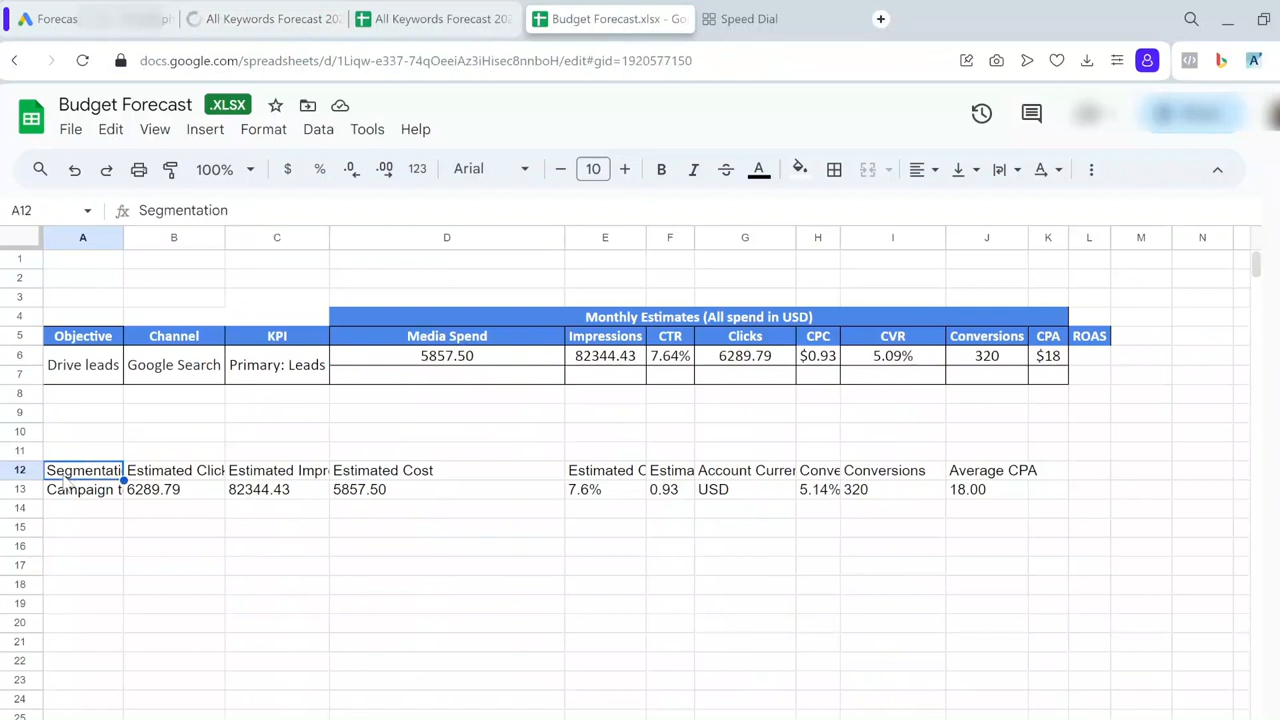 Forecas
All Keywords Forecast 202
All Keywords Forecast 202
Budget Forecast.xlsx - Go
Speed Dial
docs.google.com/spreadsheets/d/1Liqw-e337-74qOeeiAz3iHisec8nnboH/edit#gid=1920577150
Budget Forecast .XLSX
File Edit View Insert Format Data Tools Help
100% $ % .0 .00 123 Arial 10 B I A
A12 fx Segmentation
A B C D E F G H I J K L M N
1
2
3
4 Monthly Estimates (All spend in USD)
5 Objective Channel KPI Media Spend Impressions CTR Clicks CPC CVR Conversions CPA ROAS
6 5857.50 82344.43 7.64% 6289.79 $0.93 5.09% 320 $18
Drive leads Google Search Primary: Leads
7
8
9
10
11
12 Segmentati Estimated Clic Estimated Impr Estimated Cost Estimated C Estima Account Curren Conve Conversions Average CPA
13 Campaign t 6289.79 82344.43 5857.50 7.6% 0.93 USD 5.14% 320 18.00
14
15
16
17
18
19
20
21
22
23
24
25